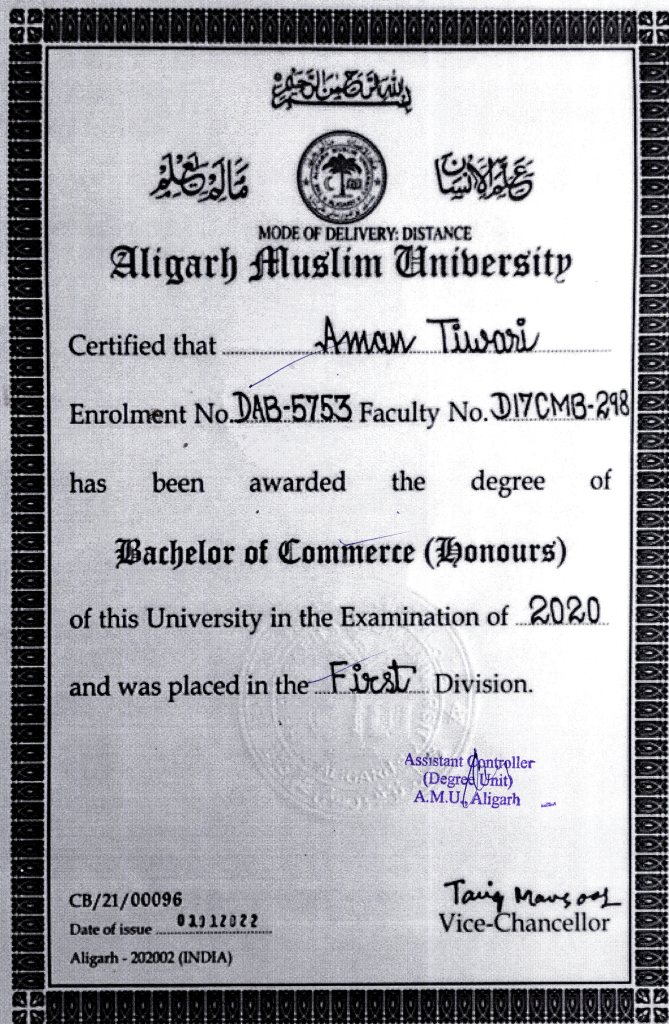 بسم الله الرحمن الرحيم
علم الإنسان
ما لم يعلم
MODE OF DELIVERY: DISTANCE
Aligarh Muslim University
Certified that Aman Tiwari
Enrolment No. DAB-5753 Faculty No. D17CMB-298
has been awarded the degree of
Bachelor of Commerce (Honours)
of this University in the Examination of 2020
and was placed in the First Division.
Assistant Controller
(Degree Unit)
A.M.U., Aligarh
Tariq Mansoor
Vice-Chancellor
CB/21/00096
Date of issue
Aligarh - 202002 (INDIA)